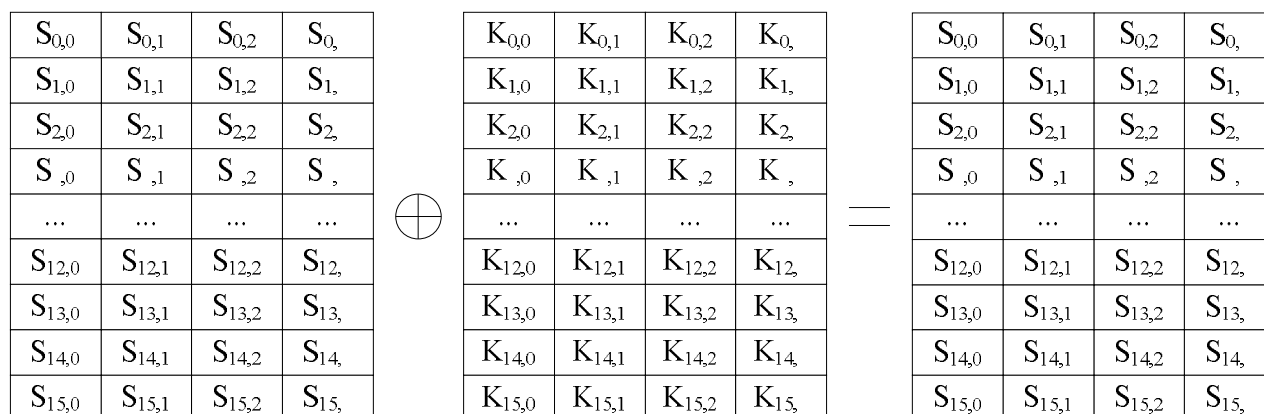 S0,0 S0,1 S0,2 S0, K0,0 K0,1 K0,2 K0, S0,0 S0,1 S0,2 S0,
S1,0 S1,1 S1,2 S1, K1,0 K1,1 K1,2 K1, S1,0 S1,1 S1,2 S1,
S2,0 S2,1 S2,2 S2, K2,0 K2,1 K2,2 K2, S2,0 S2,1 S2,2 S2,
S ,0 S ,1 S ,2 S , K ,0 K ,1 K ,2 K , S ,0 S ,1 S ,2 S ,
... ... ... ... ⊕ ... ... ... ... = ... ... ... ...
S12,0 S12,1 S12,2 S12, K12,0 K12,1 K12,2 K12, S12,0 S12,1 S12,2 S12,
S13,0 S13,1 S13,2 S13, K13,0 K13,1 K13,2 K13, S13,0 S13,1 S13,2 S13,
S14,0 S14,1 S14,2 S14, K14,0 K14,1 K14,2 K14, S14,0 S14,1 S14,2 S14,
S15,0 S15,1 S15,2 S15, K15,0 K15,1 K15,2 K15, S15,0 S15,1 S15,2 S15,